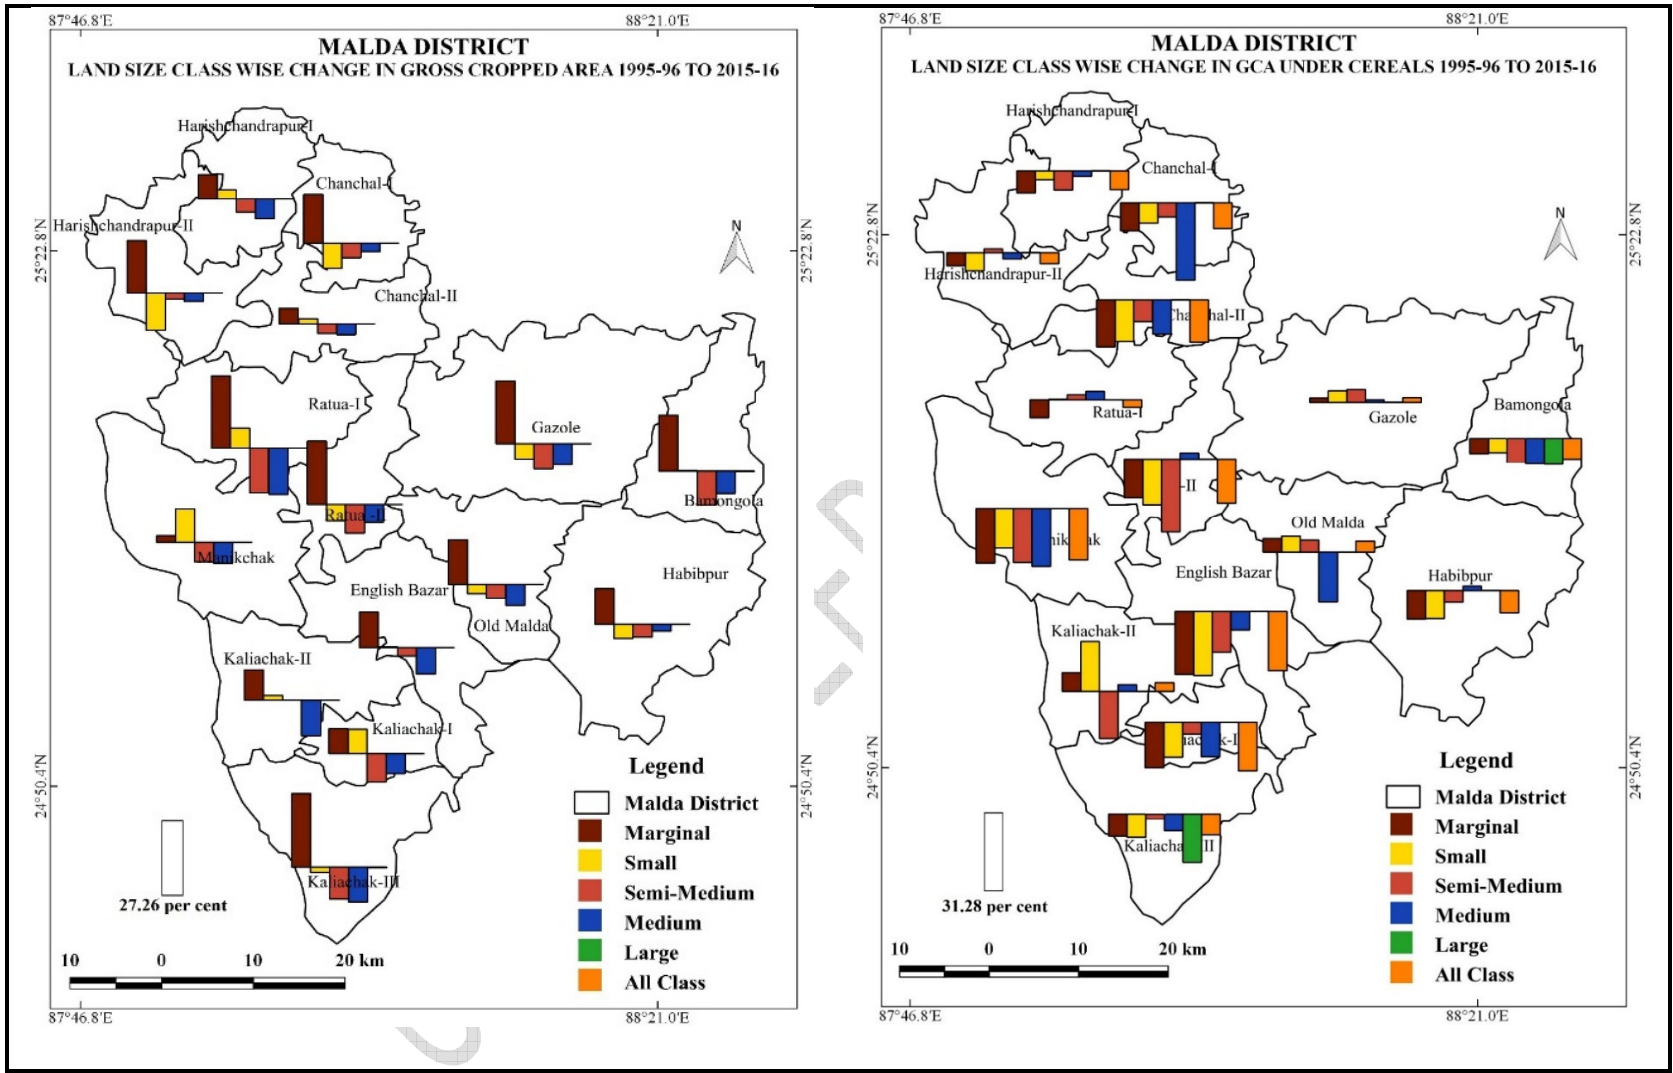 87°46.8'E
88°21.0'E
MALDA DISTRICT
LAND SIZE CLASS WISE CHANGE IN GROSS CROPPED AREA 1995-96 TO 2015-16
Harishchandrapur-I
Chanchal-I
Harishchandrapur-II
N
25°22.8'N
25°22.8'N
Chanchal-II
Ratua-I
Gazole
Bamongola
Ratua-II
Manikchak
English Bazar
Habibpur
Old Malda
Kaliachak-II
Kaliachak-I
Kaliachak-III
24°50.4'N
24°50.4'N
Legend
Malda District
Marginal
Small
Semi-Medium
Medium
Large
All Class
27.26 per cent
10 0 10 20 km
87°46.8'E
88°21.0'E
87°46.8'E
88°21.0'E
MALDA DISTRICT
LAND SIZE CLASS WISE CHANGE IN GCA UNDER CEREALS 1995-96 TO 2015-16
Harishchandrapur-I
Chanchal-I
N
25°22.8'N
25°22.8'N
Harishchandrapur-II
Cha hal-II
Ratua-I
Gazole
Bamongola
-II
Old Malda
nik ak
English Bazar
Habibpur
Kaliachak-II
iac k-I
Kaliacha II
24°50.4'N
24°50.4'N
Legend
Malda District
Marginal
Small
Semi-Medium
Medium
Large
All Class
31.28 per cent
10 0 10 20 km
87°46.8'E
88°21.0'E